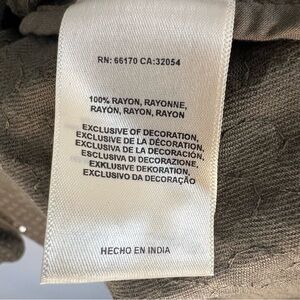 RN: 66170 CA:32054
100% RAYON, RAYONNE,
RAYÓN, RAYON, RAYON
EXCLUSIVE OF DECORATION,
EXCLUSIVE DE LA DÉCORATION,
EXCLUSIVA DE LA DECORACIÓN,
ESCLUSIVA DI DECORAZIONE,
EXKLUSIVE DEKORATION,
EXCLUSIVO DA DECORAÇÃO
HECHO EN INDIA